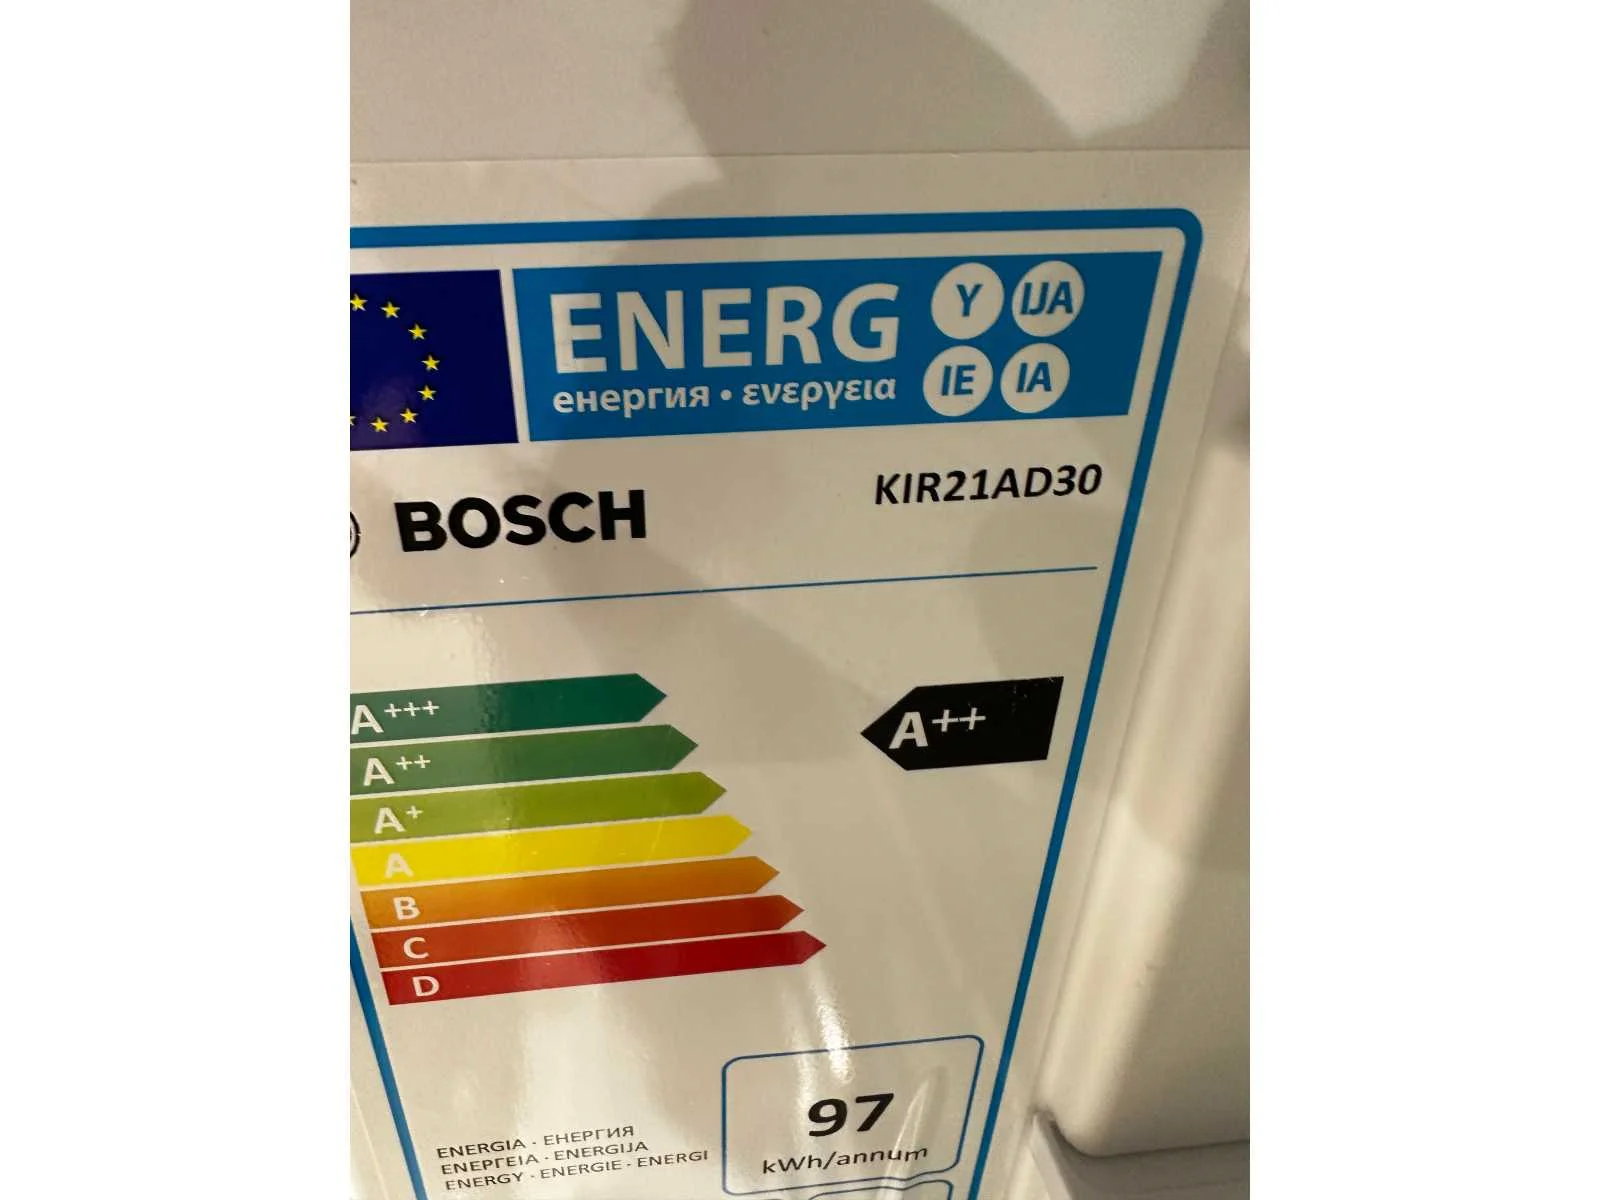 ENERG Y IJA
енергия · ενεργεια IE IA
BOSCH KIR21AD30
A+++
A++
A++
A+
A
B
C
D
97
kWh/annum
ENERGIA · ЕНЕРГИЯ
ΕΝΕΡΓΕΙΑ · ENERGIJA
ENERGY · ENERGIE · ENERGI